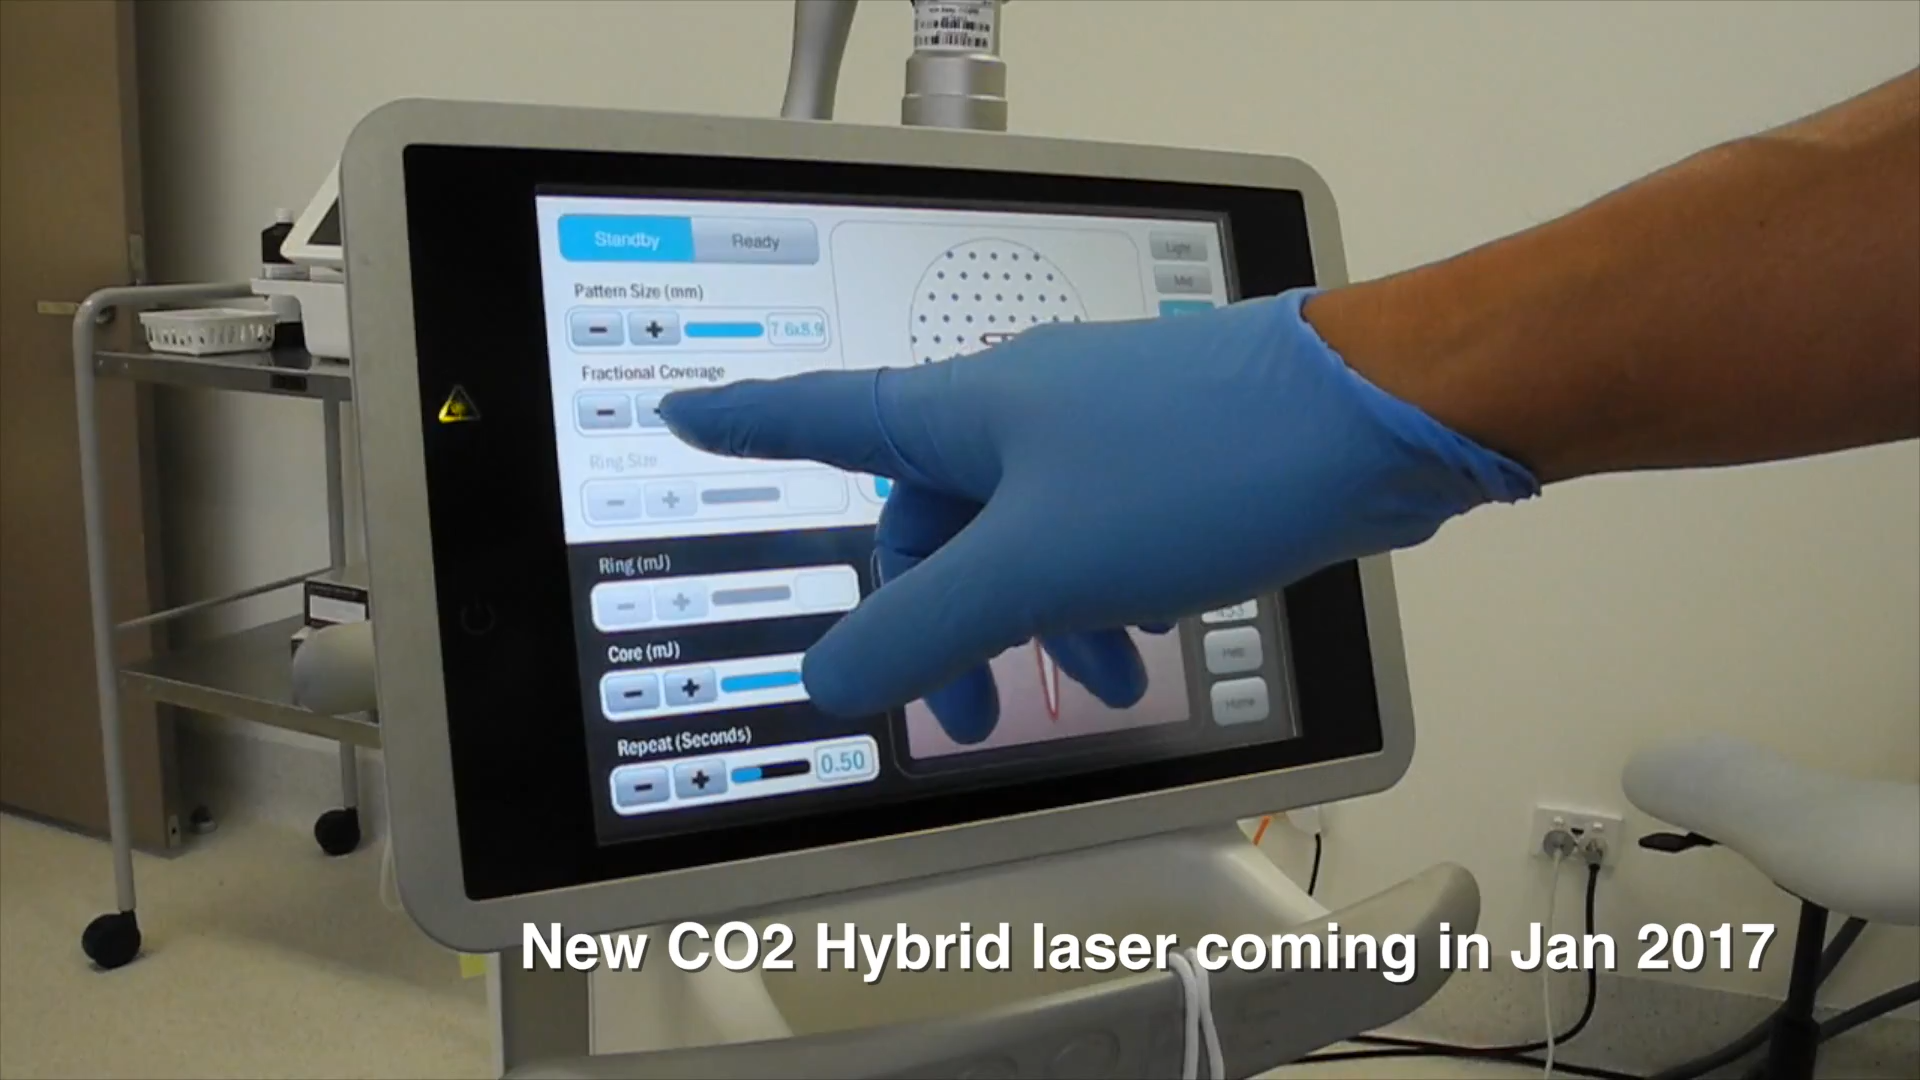 Standby Ready
Pattern Size (mm)
7.6x8.9
Fractional Coverage
Ring Size
Ring (mJ)
Core (mJ)
Repeat (Seconds)
0.50
Light
Mid
Help
Home
New CO2 Hybrid laser coming in Jan 2017